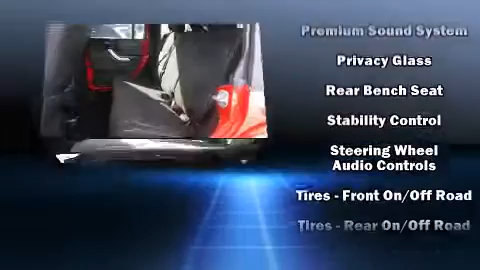 Premium Sound System
Privacy Glass
Rear Bench Seat
Stability Control
Steering Wheel
Audio Controls
Tires - Front On/Off Road
Tires - Rear On/Off Road